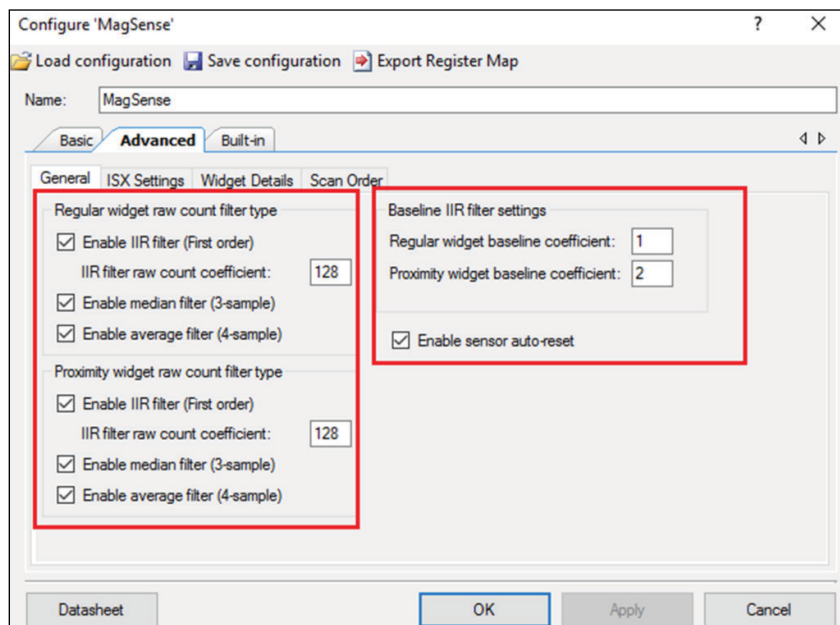 Configure 'MagSense'
? X
Load configuration Save configuration Export Register Map
Name: MagSense
Basic Advanced Built-in
General ISX Settings Widget Details Scan Order
Regular widget raw count filter type
Enable IIR filter (First order)
IIR filter raw count coefficient: 128
Enable median filter (3-sample)
Enable average filter (4-sample)
Proximity widget raw count filter type
Enable IIR filter (First order)
IIR filter raw count coefficient: 128
Enable median filter (3-sample)
Enable average filter (4-sample)
Baseline IIR filter settings
Regular widget baseline coefficient: 1
Proximity widget baseline coefficient: 2
Enable sensor auto-reset
Datasheet OK Apply Cancel